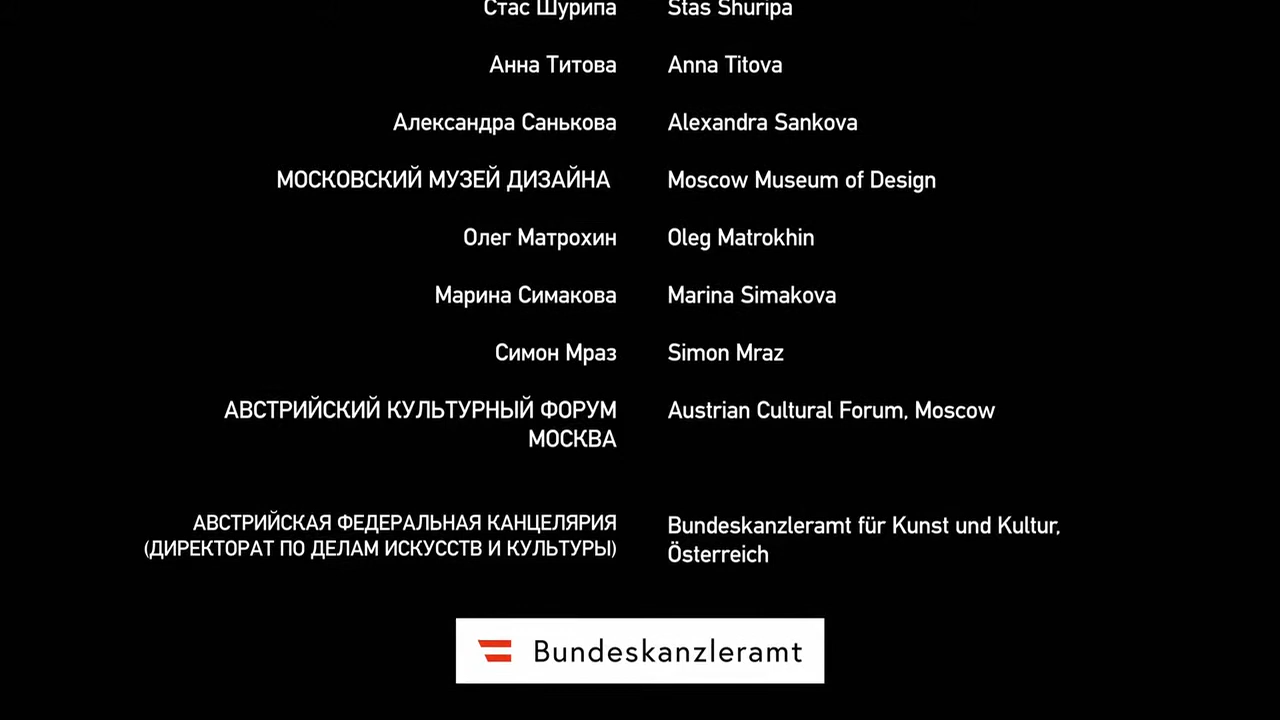 Стас Шурипа Stas Shuripa
Анна Титова Anna Titova
Александра Санькова Alexandra Sankova
МОСКОВСКИЙ МУЗЕЙ ДИЗАЙНА Moscow Museum of Design
Олег Матрохин Oleg Matrokhin
Марина Симакова Marina Simakova
Симон Мраз Simon Mraz
АВСТРИЙСКИЙ КУЛЬТУРНЫЙ ФОРУМ Austrian Cultural Forum, Moscow
МОСКВА
АВСТРИЙСКАЯ ФЕДЕРАЛЬНАЯ КАНЦЕЛЯРИЯ
(ДИРЕКТОРАТ ПО ДЕЛАМ ИСКУССТВ И КУЛЬТУРЫ)
Bundeskanzleramt für Kunst und Kultur,
Österreich
Bundeskanzleramt